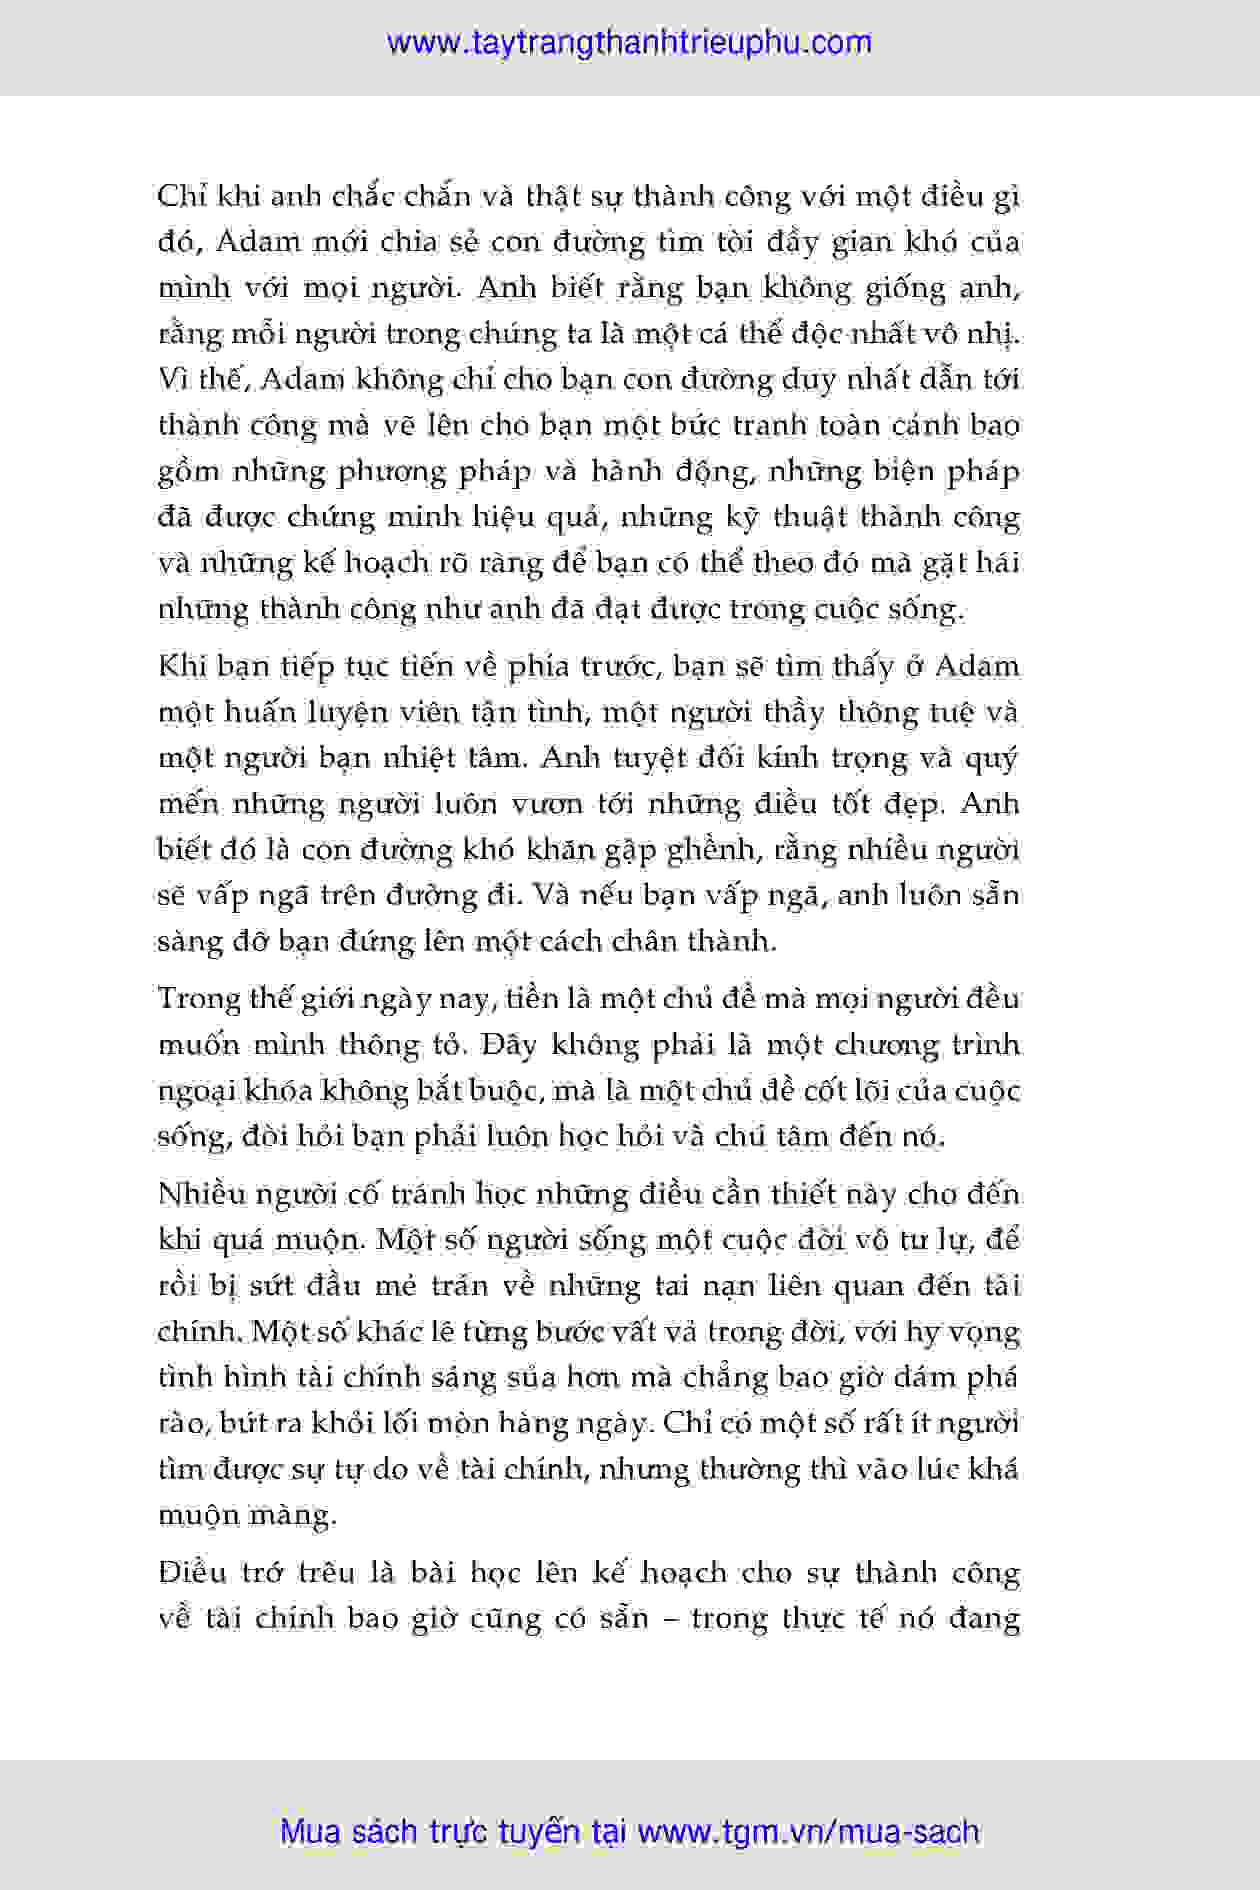 www.taytrangthanhtrieuphu.com
Chỉ khi anh chắc chắn và thật sự thành công với một điều gì
đó, Adam mới chia sẻ con đường tìm tòi đầy gian khó của
mình với mọi người. Anh biết rằng bạn không giống anh,
rằng mỗi người trong chúng ta là một cá thể độc nhất vô nhị.
Vì thế, Adam không chỉ cho bạn con đường duy nhất dẫn tới
thành công mà vẽ lên cho bạn một bức tranh toàn cảnh bao
gồm những phương pháp và hành động, những biện pháp
đã được chứng minh hiệu quả, những kỹ thuật thành công
và những kế hoạch rõ ràng để bạn có thể theo đó mà gặt hái
những thành công như anh đã đạt được trong cuộc sống.
Khi bạn tiếp tục tiến về phía trước, bạn sẽ tìm thấy ở Adam
một huấn luyện viên tận tình, một người thầy thông tuệ và
một người bạn nhiệt tâm. Anh tuyệt đối kính trọng và quý
mến những người luôn vươn tới những điều tốt đẹp. Anh
biết đó là con đường khó khăn gập ghềnh, rằng nhiều người
sẽ vấp ngã trên đường đi. Và nếu bạn vấp ngã, anh luôn sẵn
sàng đỡ bạn đứng lên một cách chân thành.
Trong thế giới ngày nay, tiền là một chủ đề mà mọi người đều
muốn mình thông tỏ. Đây không phải là một chương trình
ngoại khóa không bắt buộc, mà là một chủ đề cốt lõi của cuộc
sống, đòi hỏi bạn phải luôn học hỏi và chú tâm đến nó.
Nhiều người cố tránh học những điều cần thiết này cho đến
khi quá muộn. Một số người sống một cuộc đời vô tư lự, để
rồi bị sứt đầu mẻ trán về những tai nạn liên quan đến tài
chính. Một số khác lê từng bước vất vả trong đời, với hy vọng
tình hình tài chính sáng sủa hơn mà chẳng bao giờ dám phá
rào, bứt ra khỏi lối mòn hàng ngày. Chỉ có một số rất ít người
tìm được sự tự do về tài chính, nhưng thường thì vào lúc khá
muộn màng.
Điều trớ trêu là bài học lên kế hoạch cho sự thành công
về tài chính bao giờ cũng có sẵn – trong thực tế nó đang
Mua sách trực tuyến tại www.tgm.vn/mua-sach